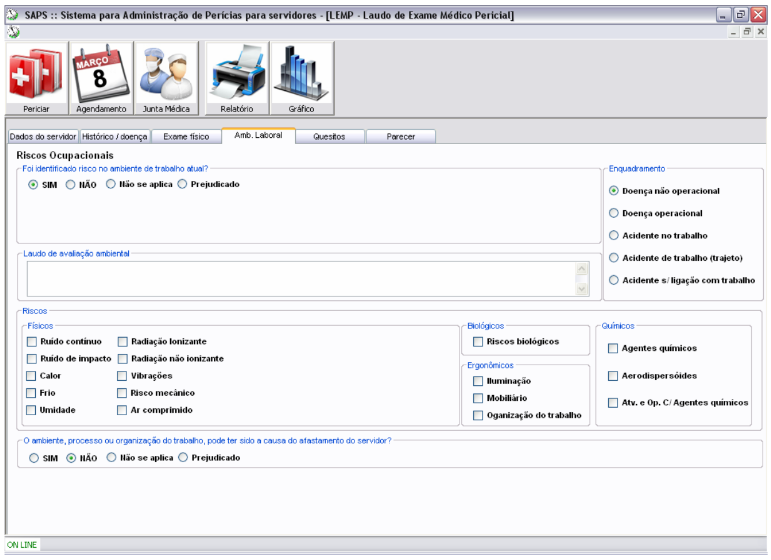 SAPS :: Sistema para Administração de Perícias para servidores - [LEMP - Laudo de Exame Médico Pericial]
MARÇO
8
Periciar Agendamento Junta Médica Relatório Gráfico
Dados do servidor Histórico / doença Exame físico Amb. Laboral Quesitos Parecer
Riscos Ocupacionais
Foi identificado risco no ambiente de trabalho atual?
SIM NÃO Não se aplica Prejudicado
Enquadramento
Doença não operacional
Doença operacional
Acidente no trabalho
Acidente de trabalho (trajeto)
Acidente s/ ligação com trabalho
Laudo de avaliação ambiental
Riscos
Físicos
Ruído contínuo Radiação Ionizante
Ruído de impacto Radiação não ionizante
Calor Vibrações
Frio Risco mecânico
Umidade Ar comprimido
Biológicos
Riscos biológicos
Ergonômicos
Iluminação
Mobiliário
Oganização do trabalho
Químicos
Agentes químicos
Aerodispersóides
Atv. e Op. C/ Agentes químicos
O ambiente, processo ou organização do trabalho, pode ter sido a causa do afastamento do servidor?
SIM NÃO Não se aplica Prejudicado
ON LINE